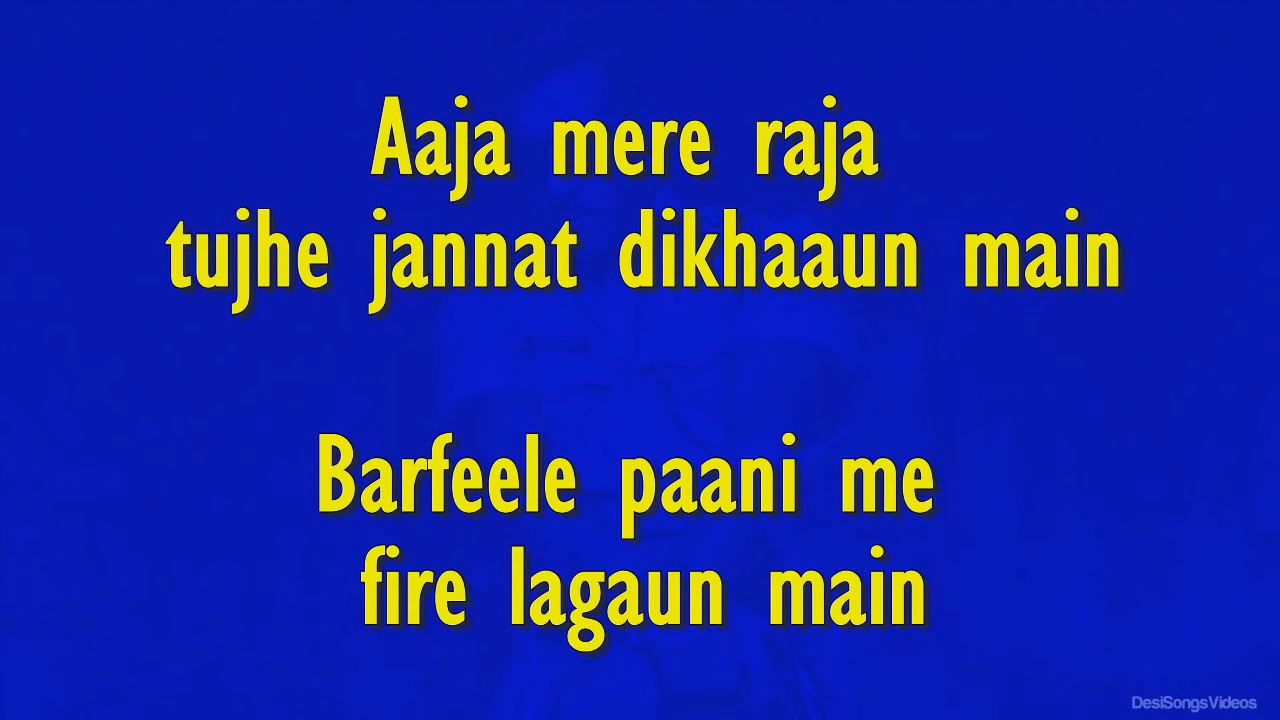 Aaja mere raja
tujhe jannat dikhaaun main
Barfeele paani me
fire lagaun main
DesiSongsVideos